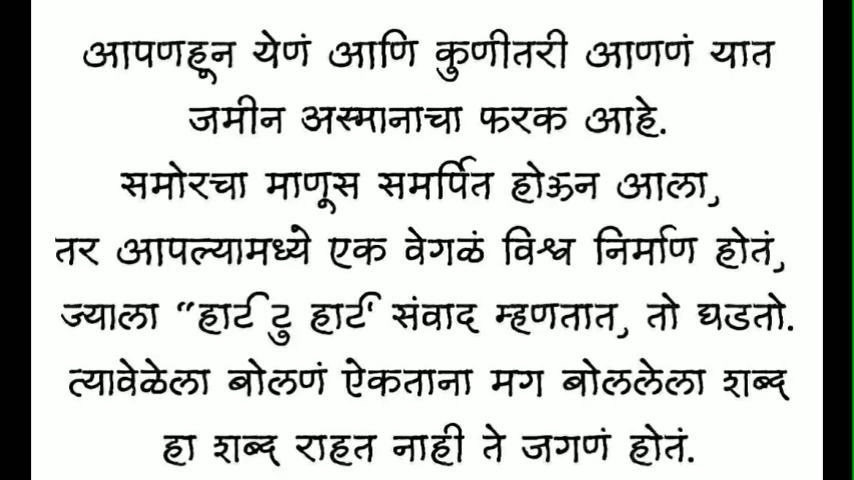 आपणहून येणं आणि कुणीतरी आणणं यात
जमीन अस्मानाचा फरक आहे.
समोरचा माणूस समर्पित होऊन आला,
तर आपल्यामध्ये एक वेगळं विश्व निर्माण होतं,
ज्याला “हार्ट टु हार्ट‘ संवाद म्हणतात, तो घडतो.
त्यावेळेला बोलणं ऐकताना मग बोललेला शब्द
हा शब्द राहत नाही ते जगणं होतं.